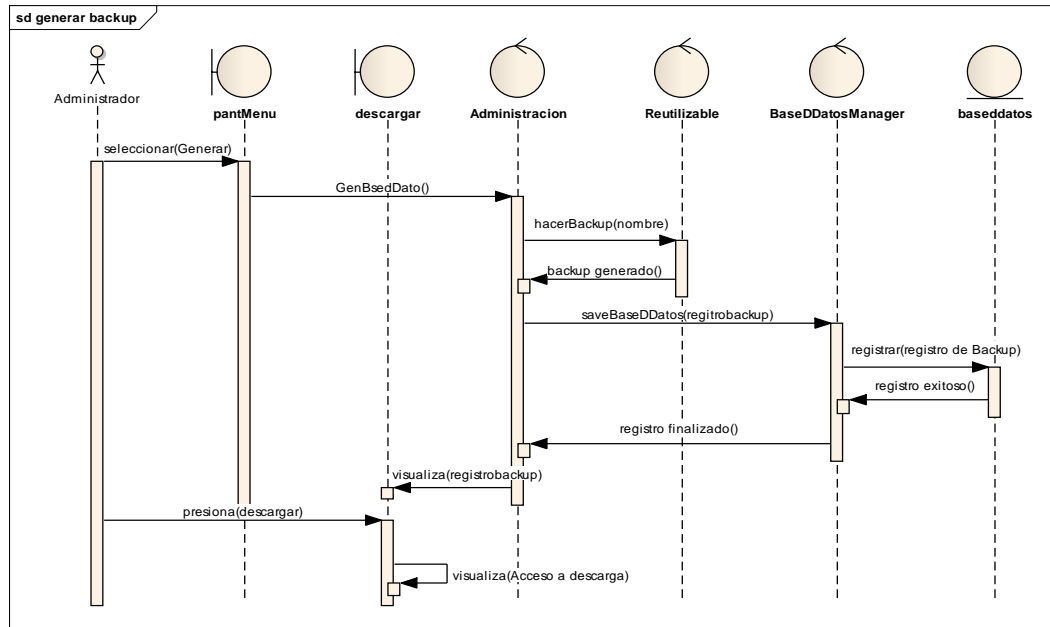 sd generar backup
Administrador
pantMenu
descargar
Administracion
Reutilizable
BaseDDatosManager
baseddatos
seleccionar(Generar)
GenBsedDato()
hacerBackup(nombre)
backup generado()
saveBaseDDatos(regitrobackup)
registrar(registro de Backup)
registro exitoso()
registro finalizado()
visualiza(registrobackup)
presiona(descargar)
visualiza(Acceso a descarga)